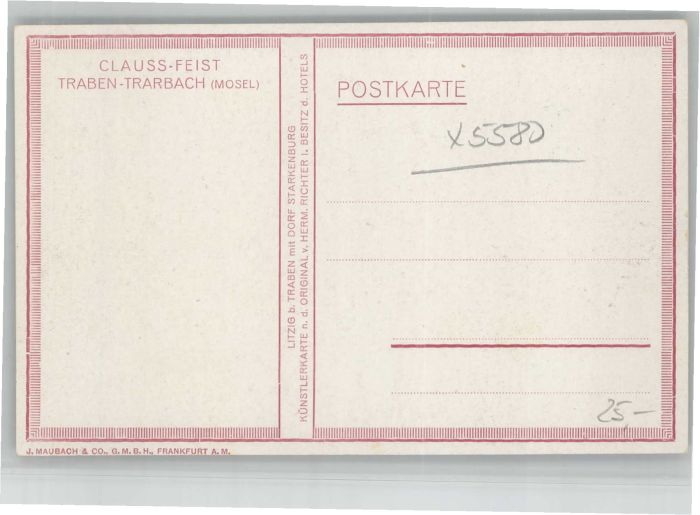 CLAUSS-FEIST
TRABEN-TRARBACH (MOSEL)
LITZIG b. TRABEN mit DORF STARKENBURG
KÜNSTLERKARTE n. d. ORIGINAL v. HERM. RICHTER i. BESITZ d. HOTELS
POSTKARTE
X5580
25,-
J. MAUBACH & CO., G. M. B. H., FRANKFURT A. M.